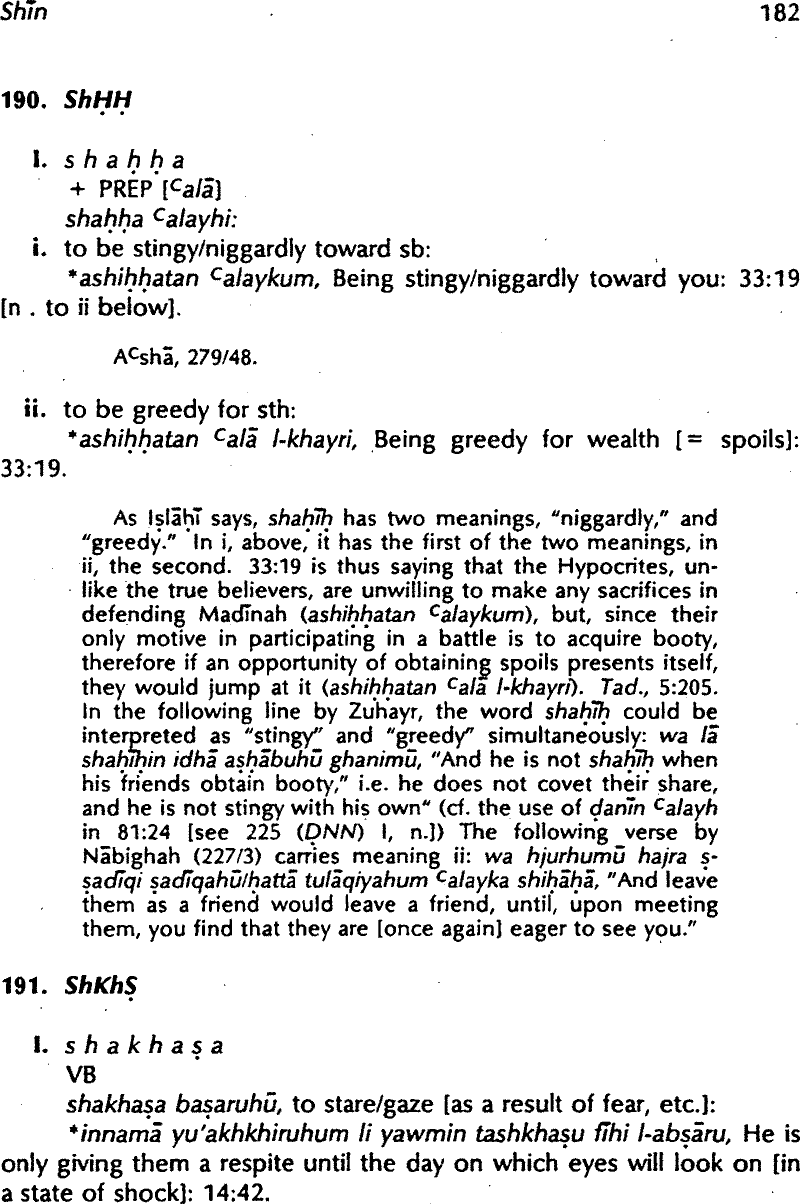 Shīn 182
190. ShḤḤ
I. s h a ḥ ḥ a
+ PREP [ᶜalā]
shaḥḥa ᶜalayhi:
i. to be stingy/niggardly toward sb:
*ashiḥḥatan ᶜalaykum, Being stingy/niggardly toward you: 33:19
[n . to ii below].
Aᶜshā, 279/48.
ii. to be greedy for sth:
*ashiḥḥatan ᶜalā l-khayri, Being greedy for wealth [= spoils]:
33:19.
As Iṣlāḥī says, shaḥīḥ has two meanings, "niggardly," and
"greedy." In i, above, it has the first of the two meanings, in
ii, the second. 33:19 is thus saying that the Hypocrites, un-
like the true believers, are unwilling to make any sacrifices in
defending Madīnah (ashiḥḥatan ᶜalaykum), but, since their
only motive in participating in a battle is to acquire booty,
therefore if an opportunity of obtaining spoils presents itself,
they would jump at it (ashiḥḥatan ᶜalā l-khayri). Tad., 5:205.
In the following line by Zuhayr, the word shaḥīḥ could be
interpreted as "stingy" and "greedy" simultaneously: wa lā
shaḥīḥin idhā aṣḥābuhū ghanimū, "And he is not shaḥīḥ when
his friends obtain booty," i.e. he does not covet their share,
and he is not stingy with his own" (cf. the use of ḍanīn ᶜalayh
in 81:24 [see 225 (ḌNN) I, n.]) The following verse by
Nābighah (227/3) carries meaning ii: wa hjurhumū hajra ṣ-
ṣadīqi ṣadīqahū/ḥattā tulāqiyahum ᶜalayka shiḥāḥā, "And leave
them as a friend would leave a friend, until, upon meeting
them, you find that they are [once again] eager to see you."
191. ShKhṢ
I. s h a k h a ṣ a
VB
shakhaṣa baṣaruhū, to stare/gaze [as a result of fear, etc.]:
*innamā yu'akhkhiruhum li yawmin tashkhaṣu fīhi l-abṣāru, He is
only giving them a respite until the day on which eyes will look on [in
a state of shock]: 14:42.